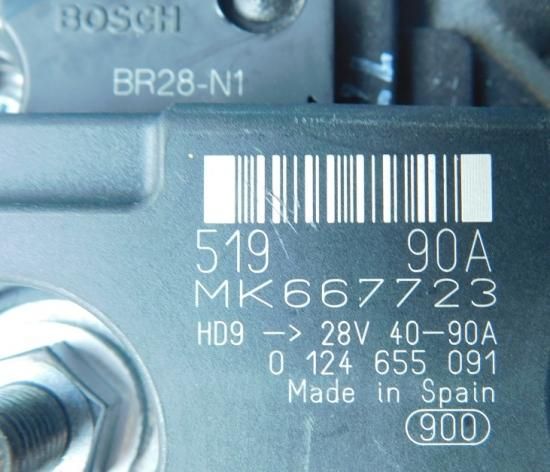 BOSCH
BR28-N1
519 90A
MK667723
HD9 -> 28V 40-90A
0 124 655 091
Made in Spain
900